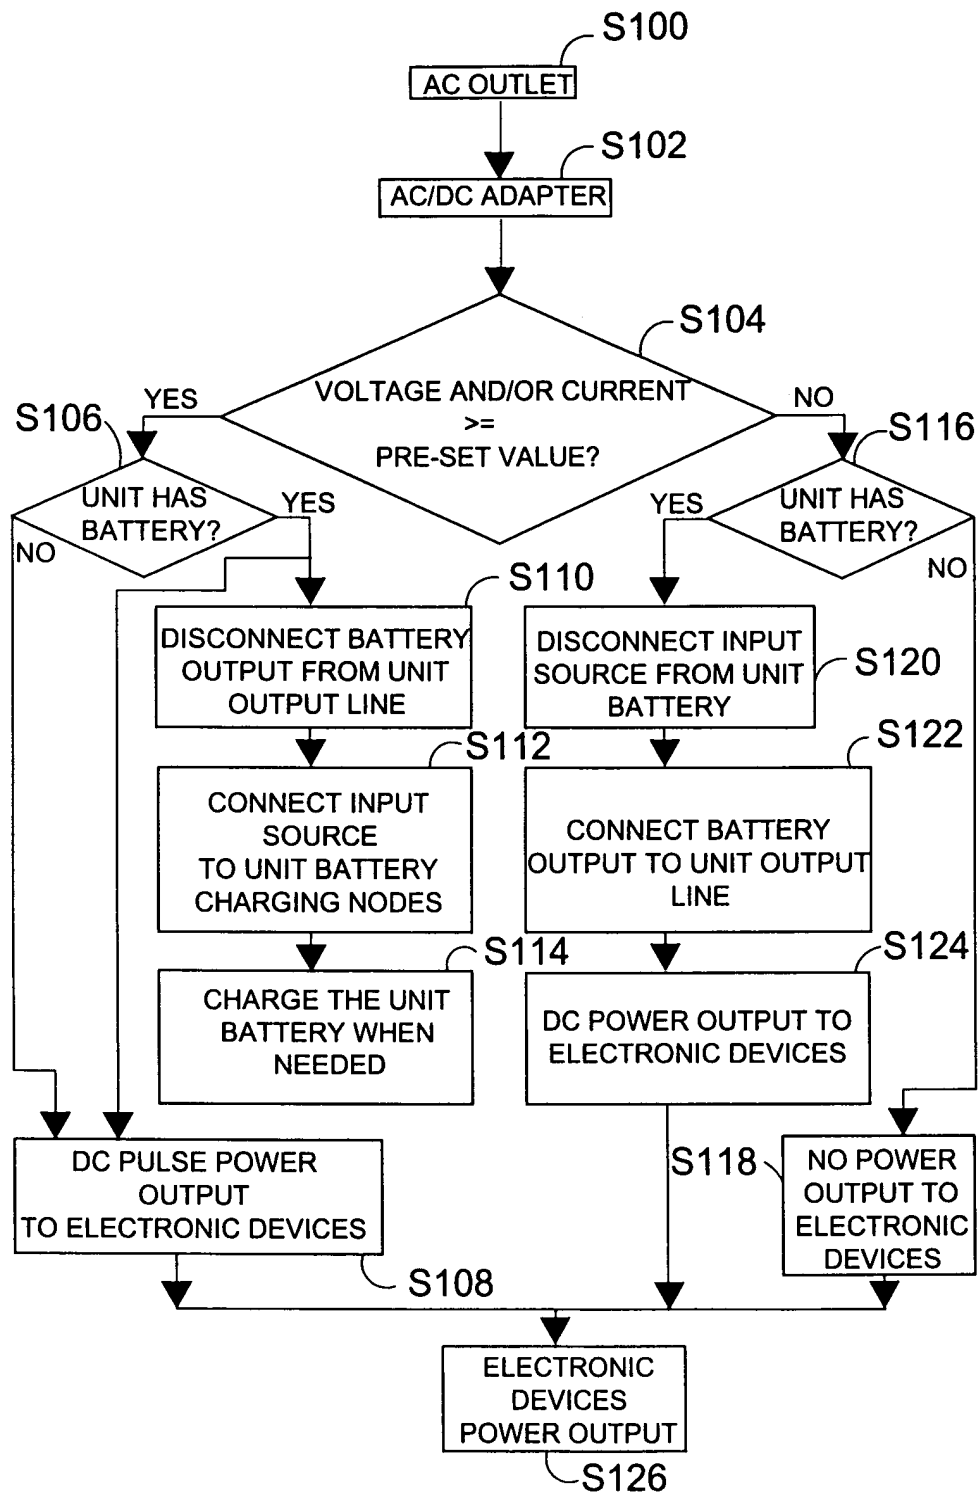 S100
AC OUTLET
S102
AC/DC ADAPTER
S104
VOLTAGE AND/OR CURRENT
>=
PRE-SET VALUE?
YES
NO
S106
UNIT HAS
BATTERY?
YES
NO
S116
UNIT HAS
BATTERY?
YES
NO
S110
DISCONNECT BATTERY
OUTPUT FROM UNIT
OUTPUT LINE
DISCONNECT INPUT
SOURCE FROM UNIT
BATTERY
S120
S112
CONNECT INPUT
SOURCE
TO UNIT BATTERY
CHARGING NODES
S122
CONNECT BATTERY
OUTPUT TO UNIT OUTPUT
LINE
S114
CHARGE THE UNIT
BATTERY WHEN
NEEDED
S124
DC POWER OUTPUT TO
ELECTRONIC DEVICES
DC PULSE POWER
OUTPUT
TO ELECTRONIC DEVICES
S108
S118
NO POWER
OUTPUT TO
ELECTRONIC
DEVICES
ELECTRONIC
DEVICES
POWER OUTPUT
S126